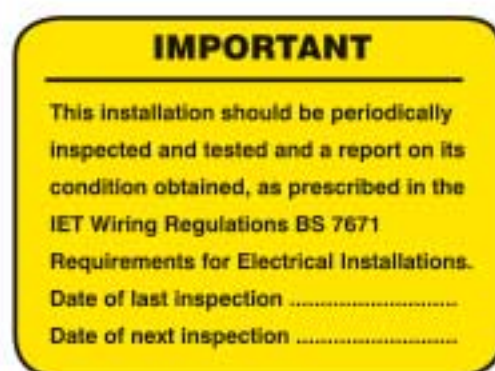 IMPORTANT
This installation should be periodically
inspected and tested and a report on its
condition obtained, as prescribed in the
IET Wiring Regulations BS 7671
Requirements for Electrical Installations.
Date of last inspection ............................
Date of next inspection ...........................